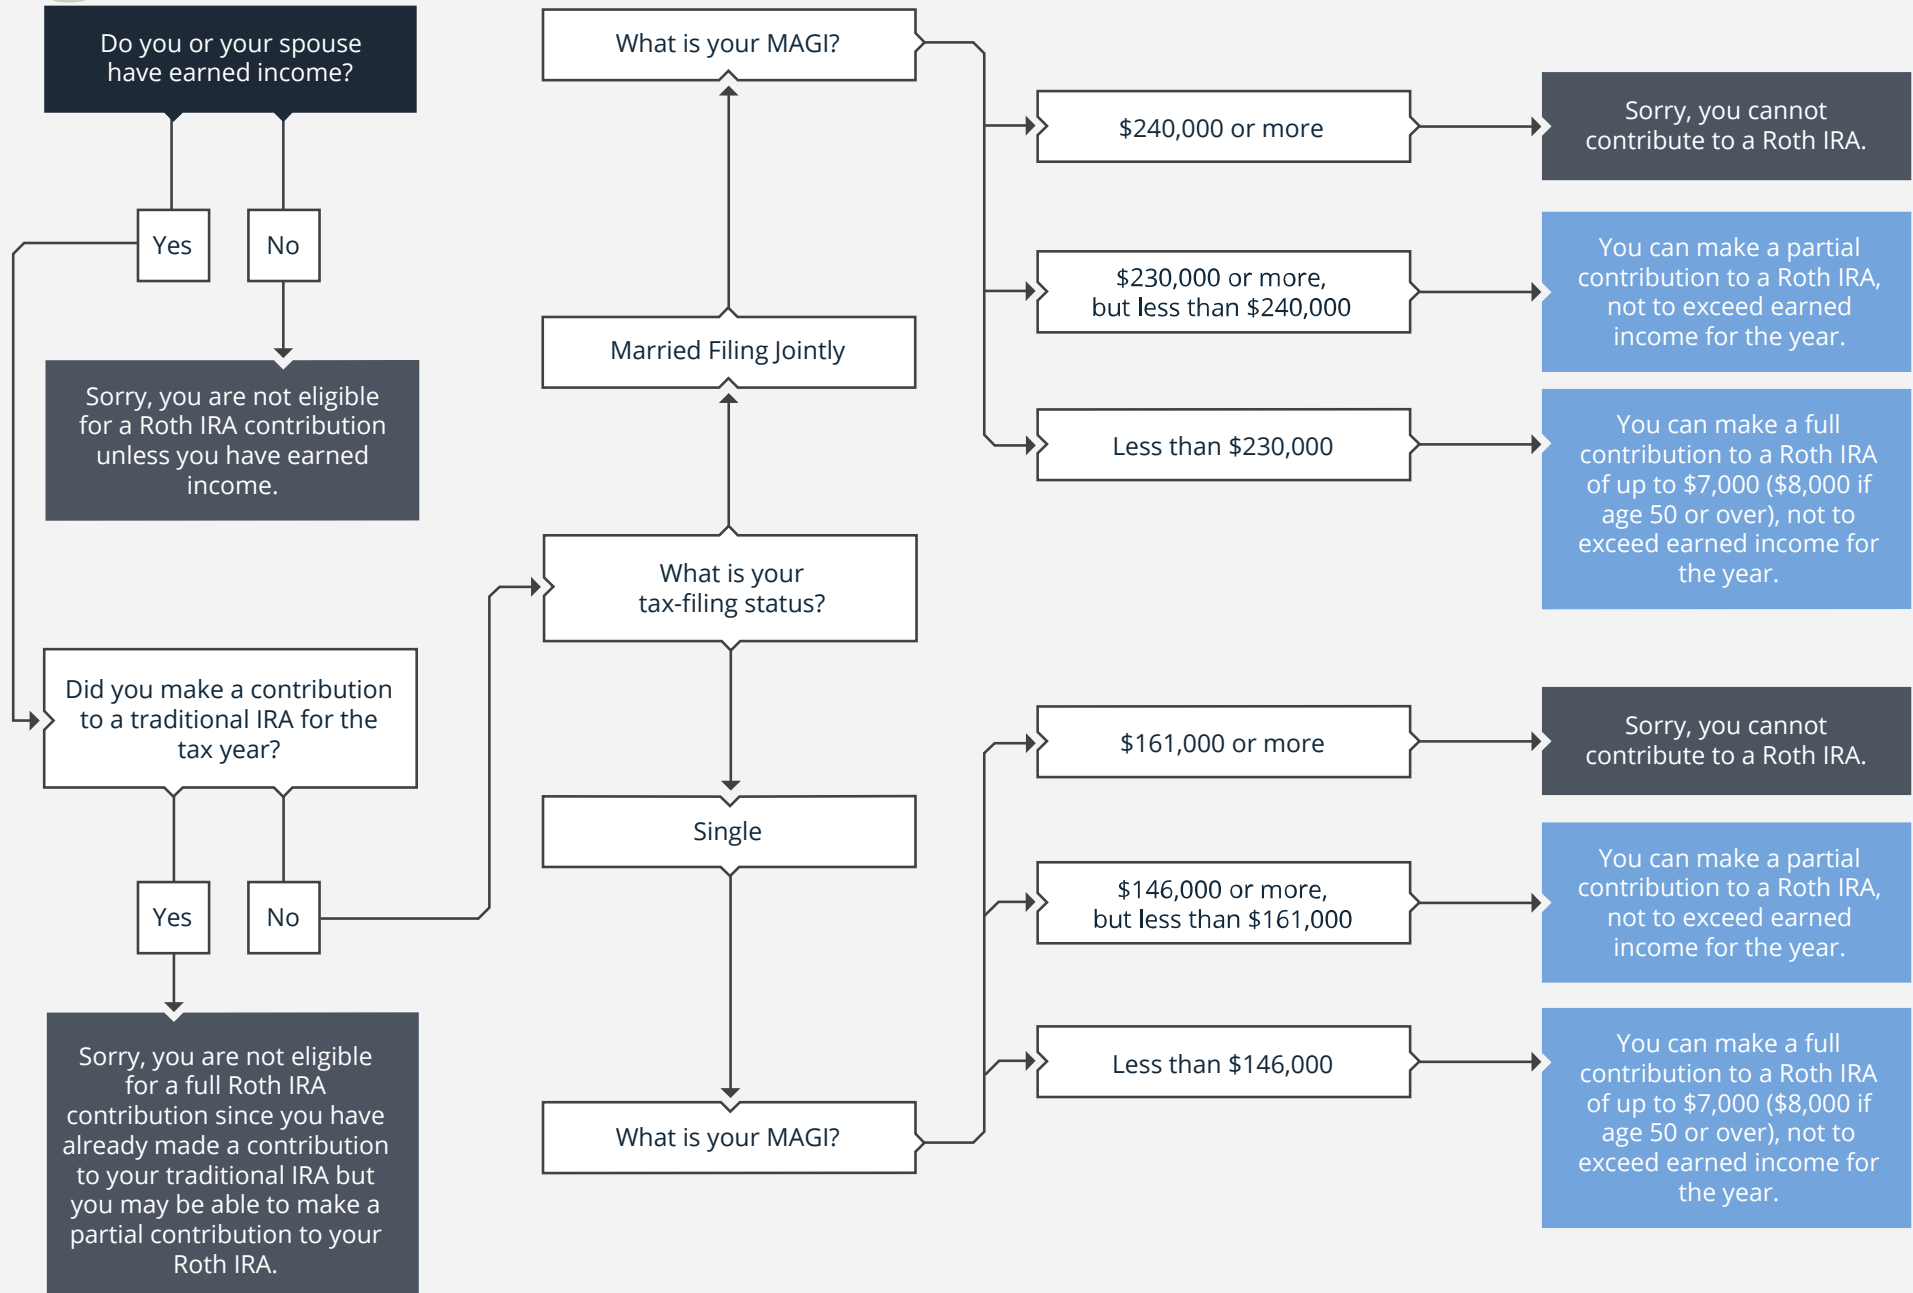 Do you or your spouse
have earned income?
Yes
No
Sorry, you are not eligible
for a Roth IRA contribution
unless you have earned
income.
Did you make a contribution
to a traditional IRA for the
tax year?
Yes
No
Sorry, you are not eligible
for a full Roth IRA
contribution since you have
already made a contribution
to your traditional IRA but
you may be able to make a
partial contribution to your
Roth IRA.
What is your
tax-filing status?
Married Filing Jointly
What is your MAGI?
$240,000 or more
Sorry, you cannot
contribute to a Roth IRA.
$230,000 or more,
but less than $240,000
You can make a partial
contribution to a Roth IRA,
not to exceed earned
income for the year.
Less than $230,000
You can make a full
contribution to a Roth IRA
of up to $7,000 ($8,000 if
age 50 or over), not to
exceed earned income for
the year.
Single
What is your MAGI?
$161,000 or more
Sorry, you cannot
contribute to a Roth IRA.
$146,000 or more,
but less than $161,000
You can make a partial
contribution to a Roth IRA,
not to exceed earned
income for the year.
Less than $146,000
You can make a full
contribution to a Roth IRA
of up to $7,000 ($8,000 if
age 50 or over), not to
exceed earned income for
the year.